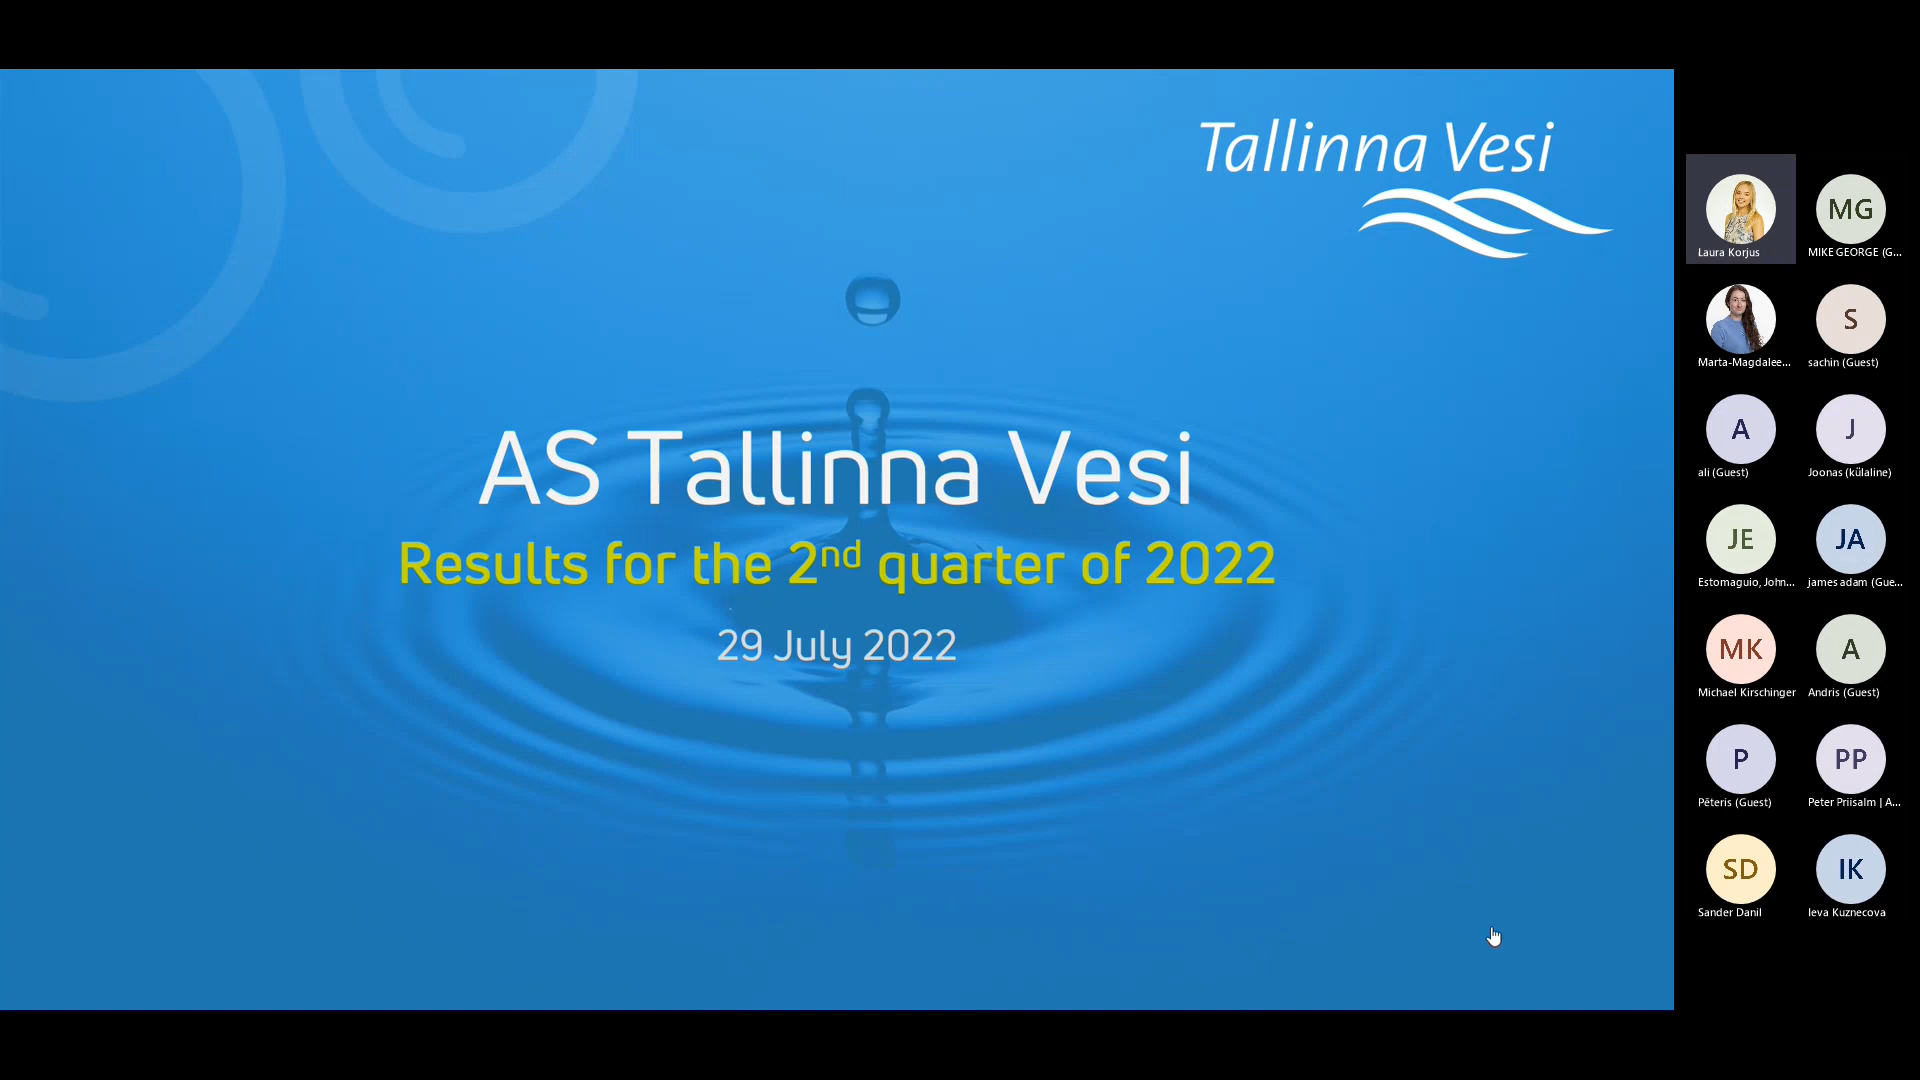 Tallinna Vesi
AS Tallinna Vesi
Results for the 2nd quarter of 2022
29 July 2022
Laura Korjus
MG
MIKE GEORGE (G...
Marta-Magdalee...
S
sachin (Guest)
A
ali (Guest)
J
Joonas (külaline)
JE
Estomaguio, John...
JA
james adam (Gue...
MK
Michael Kirschinger
A
Andris (Guest)
P
Pēteris (Guest)
PP
Peter Priisalm | A...
SD
Sander Danil
IK
Ieva Kuznecova